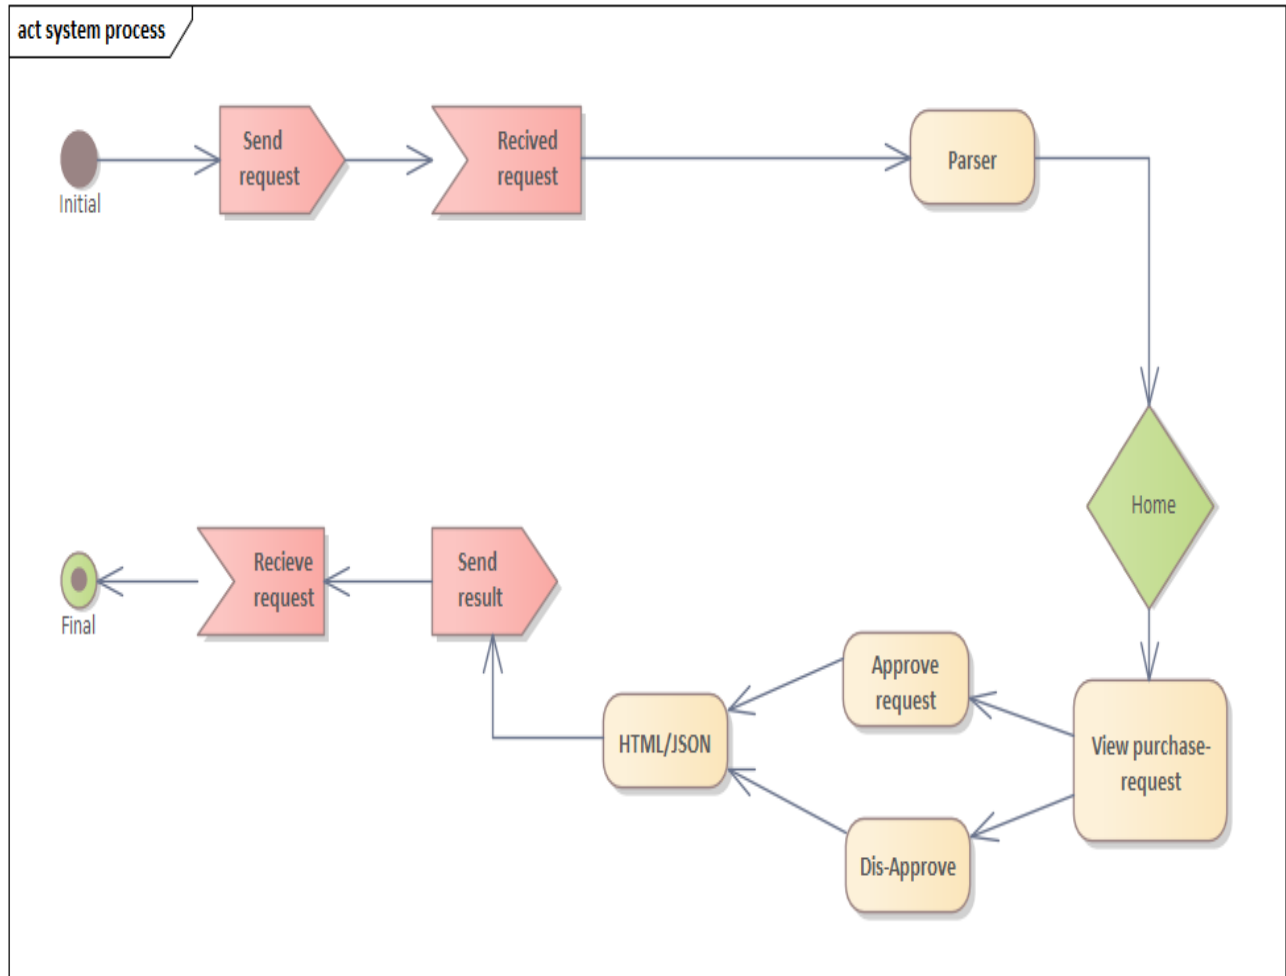 act system process
Send
request
Recived
request
Parser
Initial
Home
Recieve
request
Send
result
Final
Approve
request
HTML/JSON
View purchase-
request
Dis-Approve